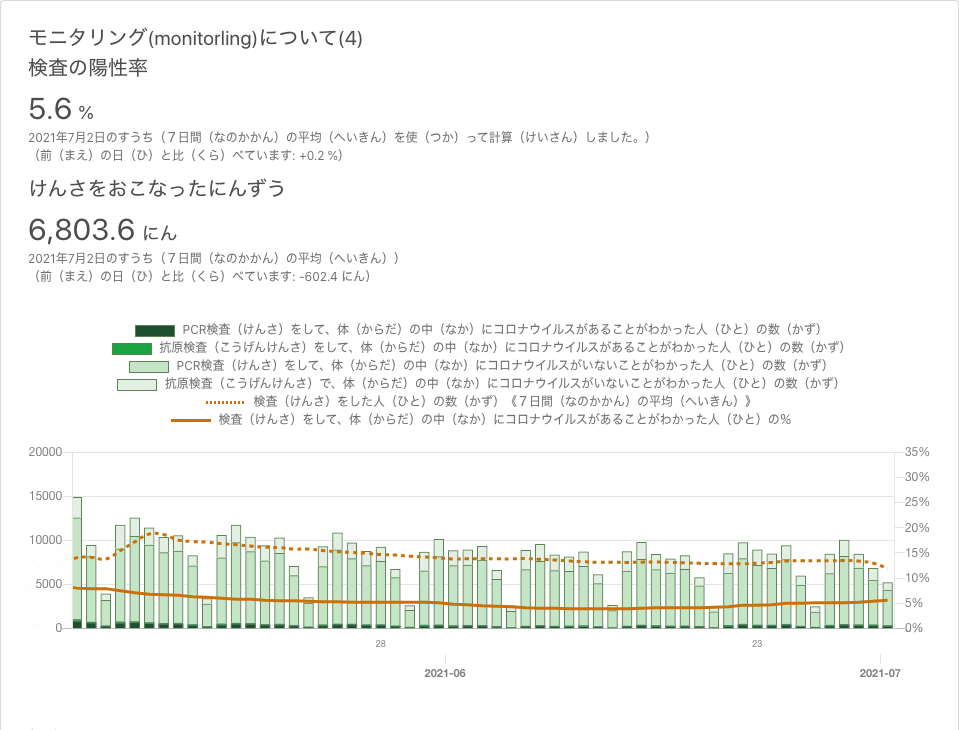 モニタリング(monitorling)について(4)
検査の陽性率
5.6 %
2021年7月2日のすうち（７日間（なのかかん）の平均（へいきん）を使（つか）って計算（けいさん）しました。）
（前（まえ）の日（ひ）と比（くら）べています: +0.2 %）
けんさをおこなったにんずう
6,803.6 にん
2021年7月2日のすうち（７日間（なのかかん）の平均（へいきん））
（前（まえ）の日（ひ）と比（くら）べています: -602.4 にん）
PCR検査（けんさ）をして、体（からだ）の中（なか）にコロナウイルスがあることがわかった人（ひと）の数（かず）
抗原検査（こうげんけんさ）をして、体（からだ）の中（なか）にコロナウイルスがあることがわかった人（ひと）の数（かず）
PCR検査（けんさ）をして、体（からだ）の中（なか）にコロナウイルスがいないことがわかった人（ひと）の数（かず）
抗原検査（こうげんけんさ）で、体（からだ）の中（なか）にコロナウイルスがいないことがわかった人（ひと）の数（かず）
検査（けんさ）をした人（ひと）の数（かず）《７日間（なのかかん）の平均（へいきん）》
検査（けんさ）をして、体（からだ）の中（なか）にコロナウイルスがあることがわかった人（ひと）の%
20000 35%
30%
15000 25%
20%
10000 15%
10%
5000 5%
0 0%
28 23
2021-06 2021-07